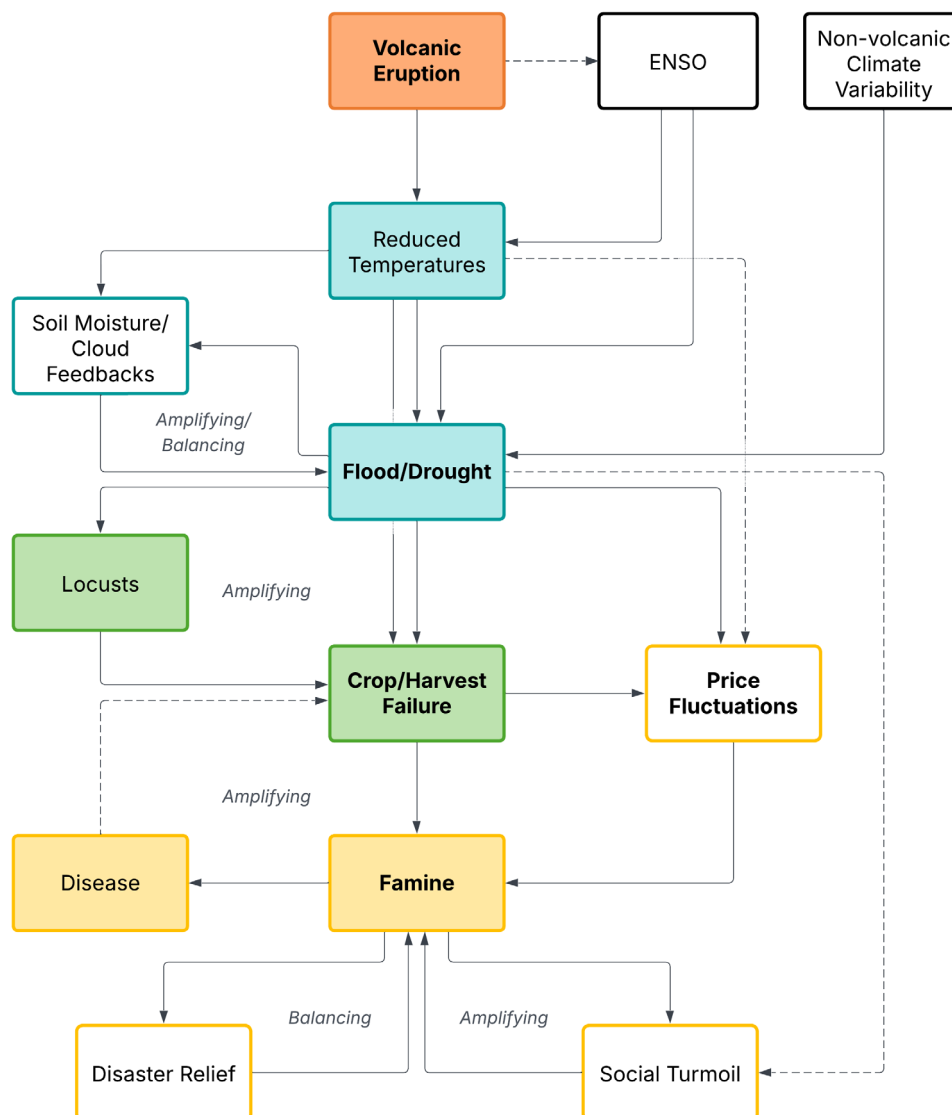 Volcanic
Eruption
ENSO
Non-volcanic
Climate
Variability
Reduced
Temperatures
Soil Moisture/
Cloud
Feedbacks
Amplifying/
Balancing
Flood/Drought
Locusts
Amplifying
Crop/Harvest
Failure
Price
Fluctuations
Amplifying
Disease
Famine
Balancing
Amplifying
Disaster Relief
Social Turmoil